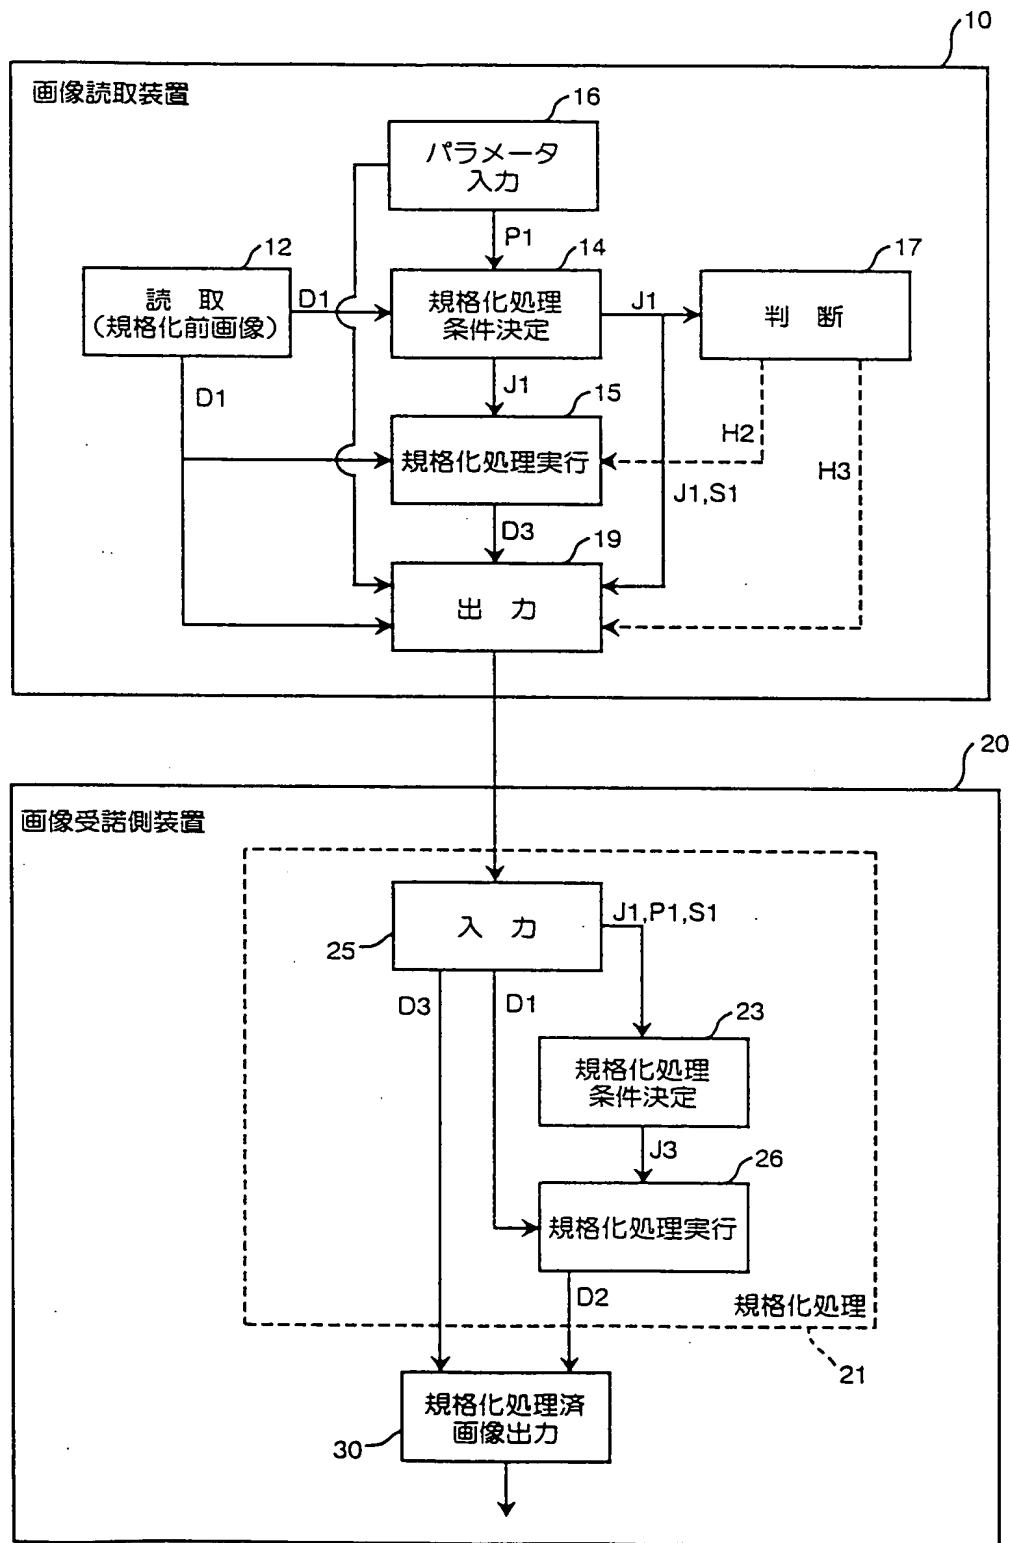 10
画像読取装置
16
パラメータ
入力
P1
12
14
17
読 取
(規格化前画像)
D1
規格化処理
条件決定
J1
判 断
D1
J1
15
H2
規格化処理実行
H3
J1,S1
D3
19
出 力
20
画像受諾側装置
入 力
J1,P1,S1
25
D3
D1
23
規格化処理
条件決定
J3
26
規格化処理実行
D2
規格化処理
21
規格化処理済
画像出力
30